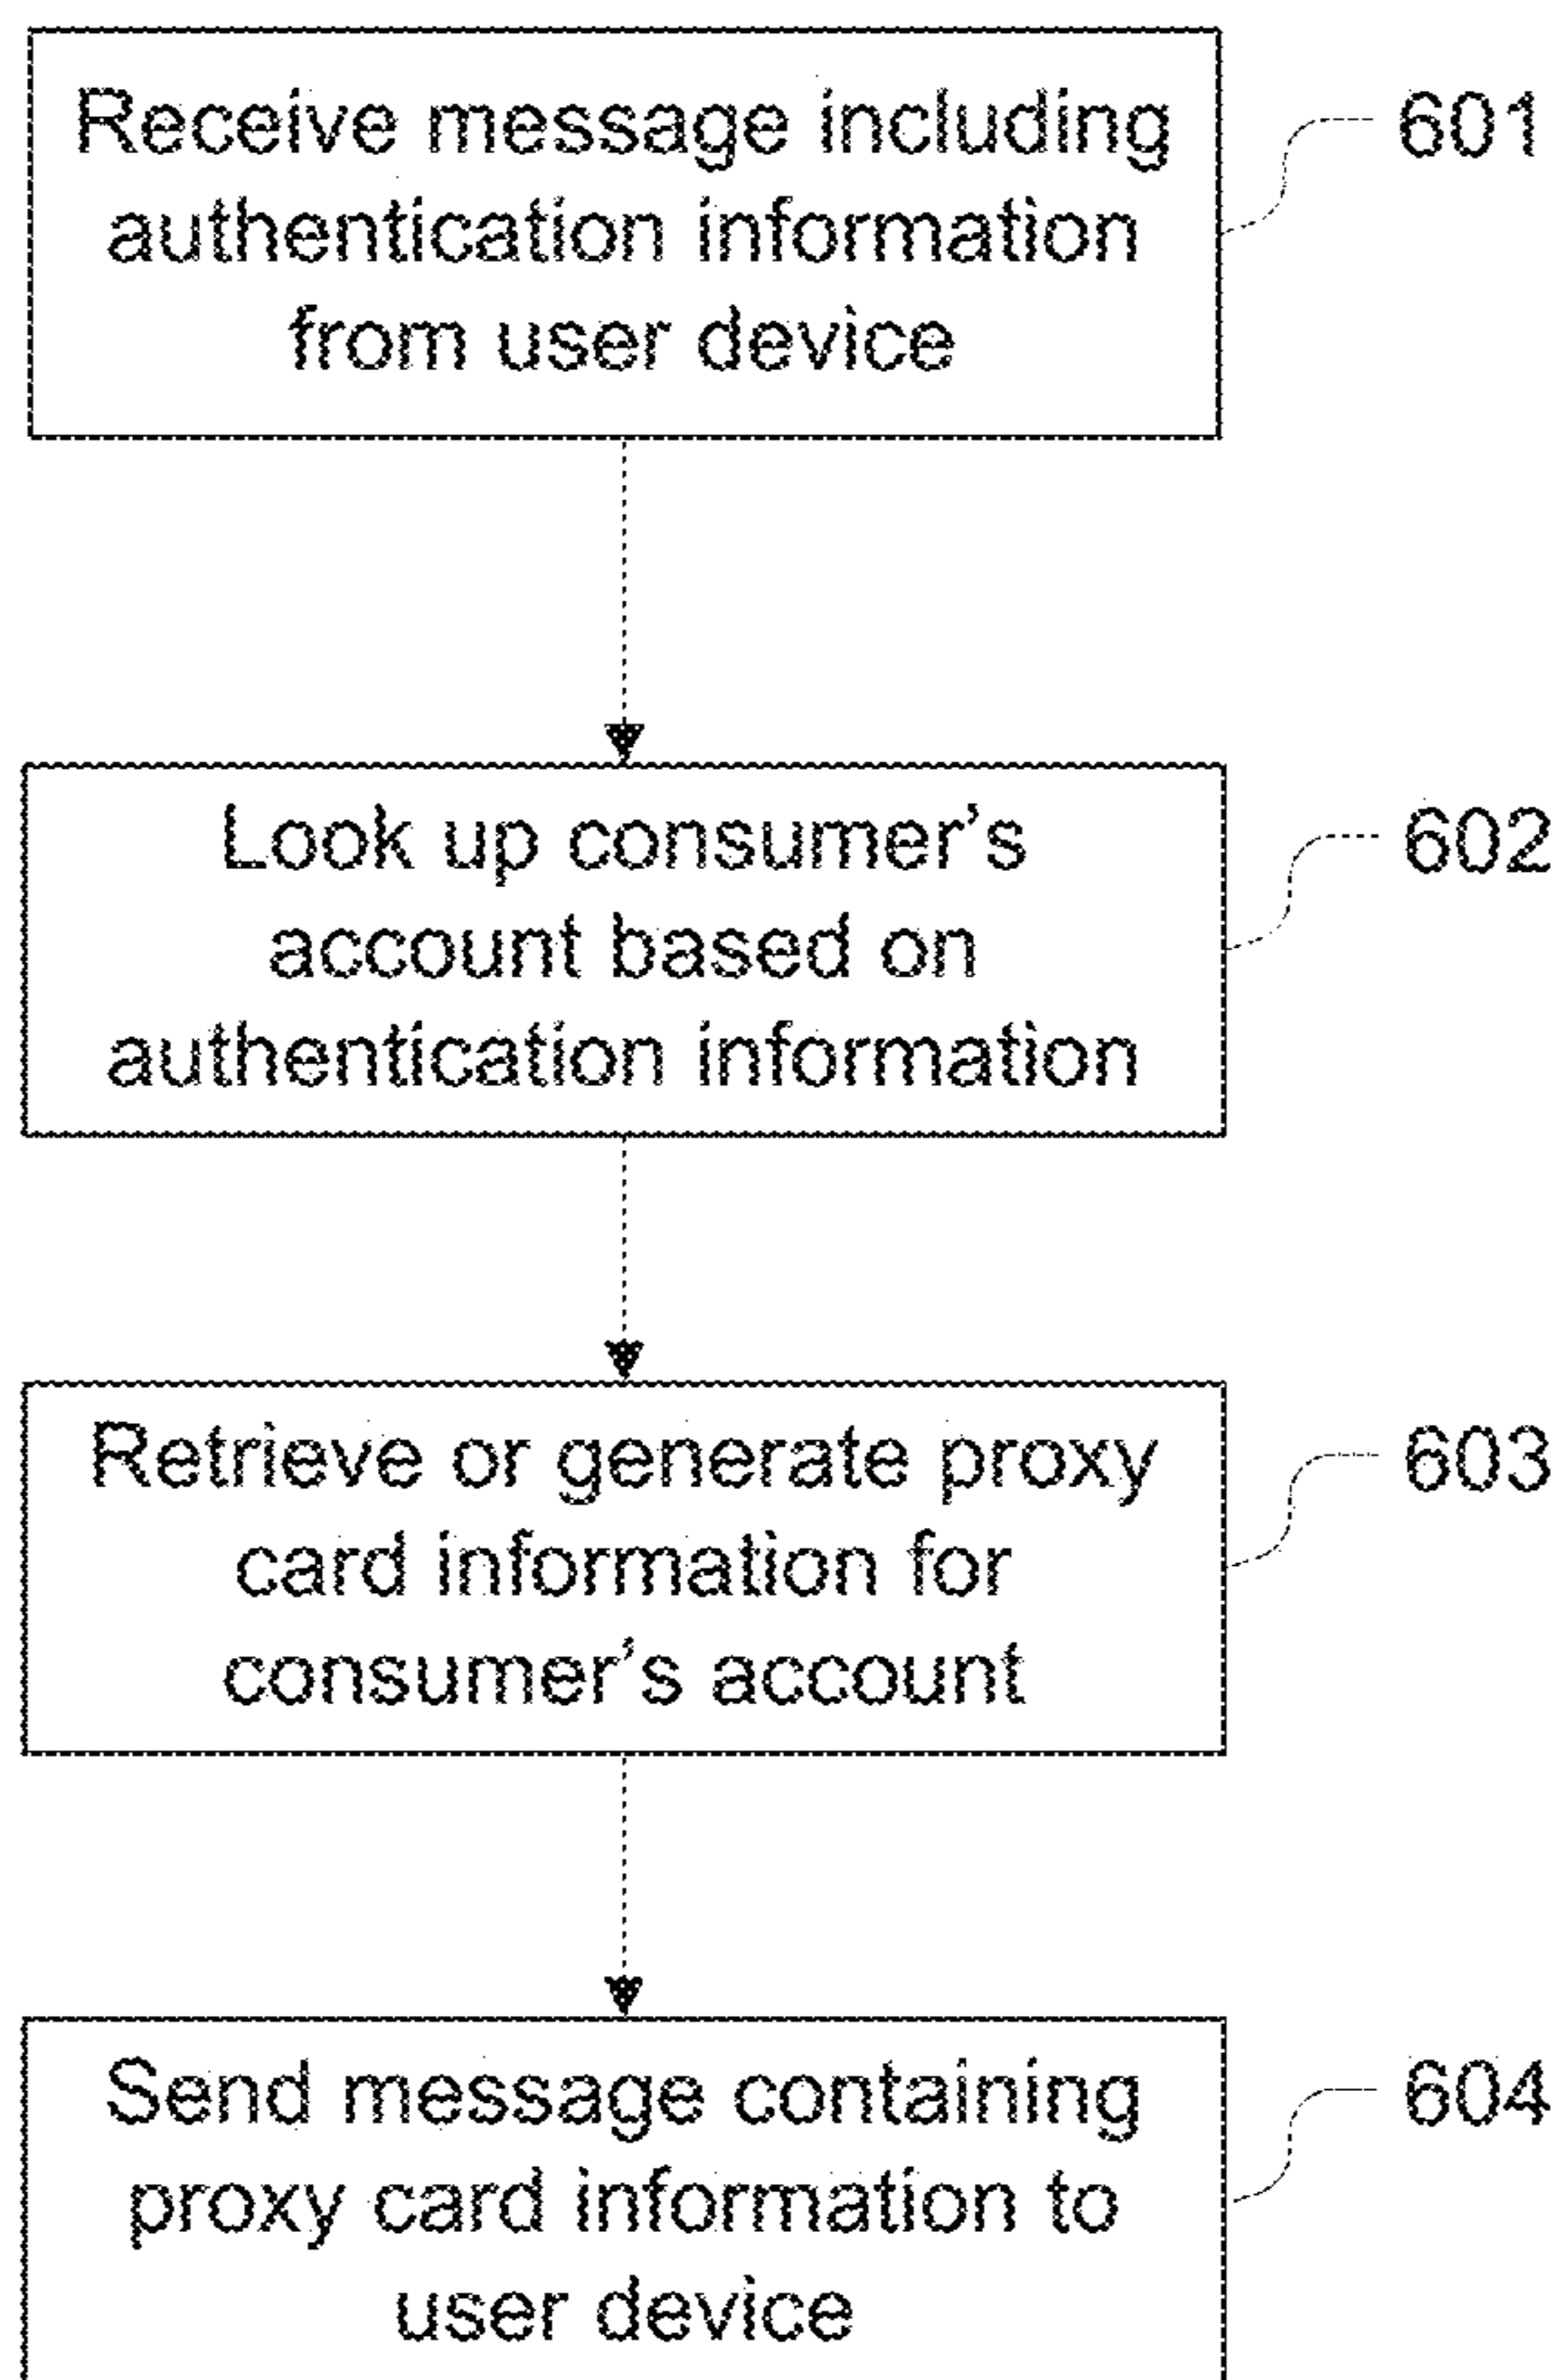 Receive message including
authentication information
from user device
601
Look up consumer's
account based on
authentication information
602
Retrieve or generate proxy
card information for
consumer's account
603
Send message containing
proxy card information to
user device
604